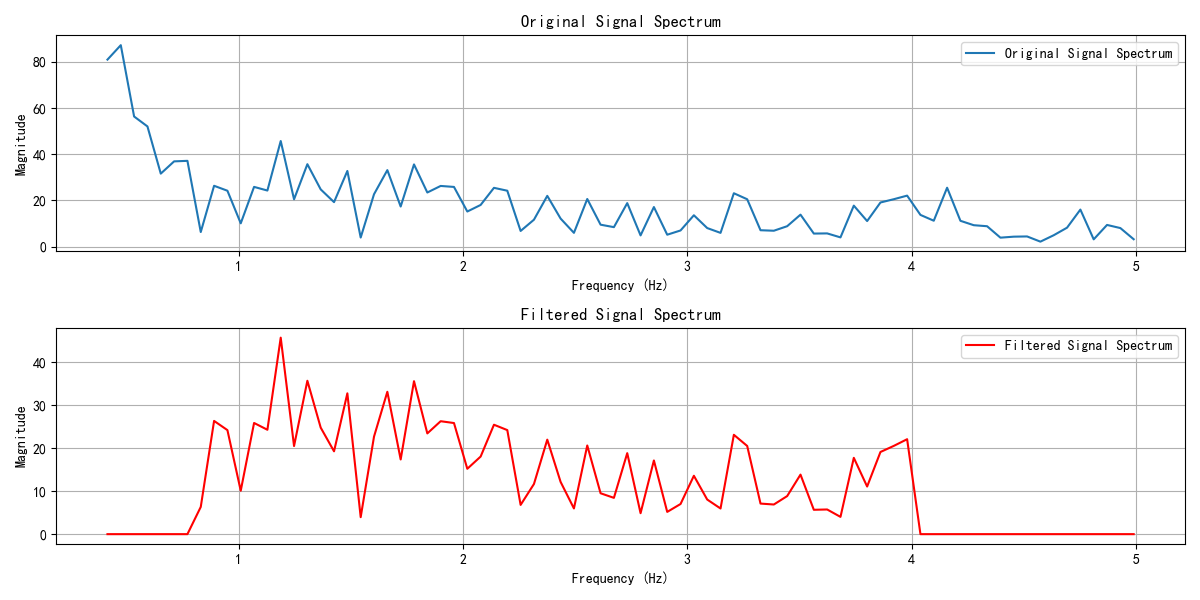 Original Signal Spectrum
Original Signal Spectrum
Magnitude
80
60
40
20
0
1 2 3 4 5
Frequency (Hz)
Filtered Signal Spectrum
Filtered Signal Spectrum
Magnitude
40
30
20
10
0
1 2 3 4 5
Frequency (Hz)